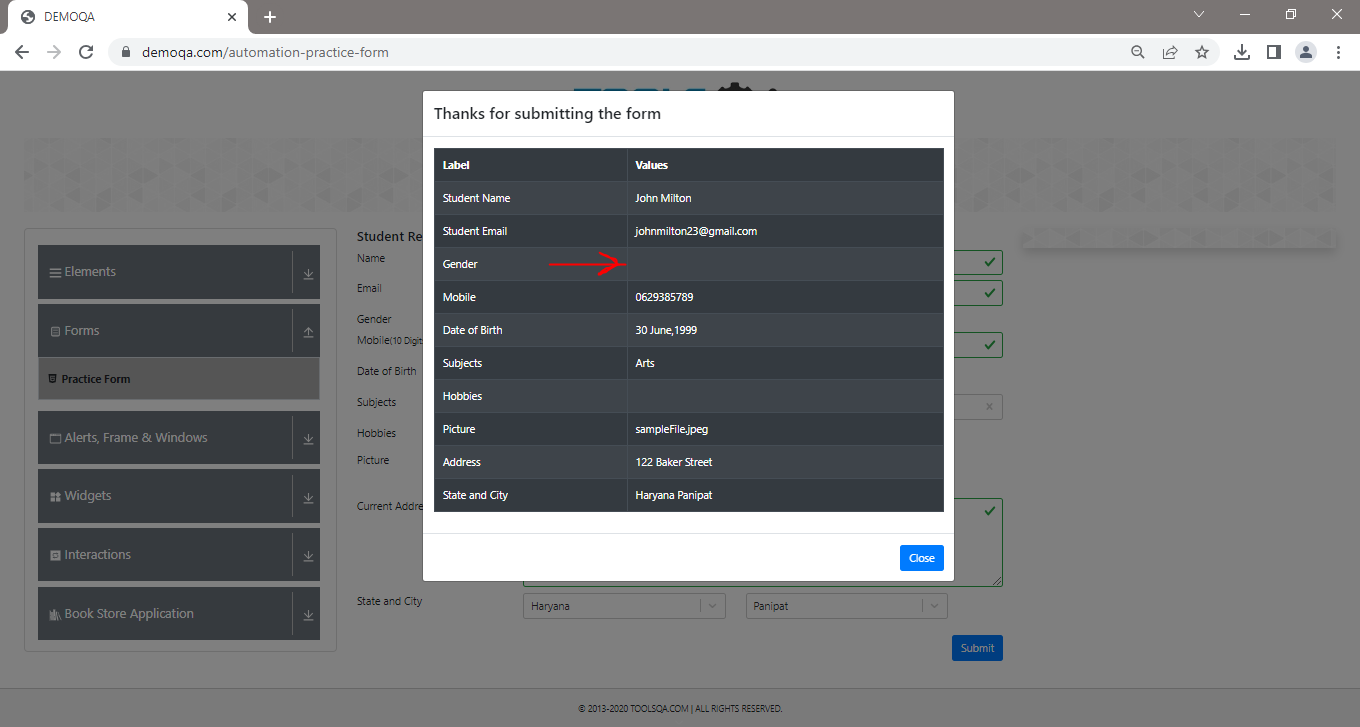 DEMOQA
demoqa.com/automation-practice-form
Thanks for submitting the form
Label Values
Student Name John Milton
Student Email johnmilton23@gmail.com
Gender
Mobile 0629385789
Date of Birth 30 June,1999
Subjects Arts
Hobbies
Picture sampleFile.jpeg
Address 122 Baker Street
State and City Haryana Panipat
Close
Elements
Forms
Practice Form
Alerts, Frame & Windows
Widgets
Interactions
Book Store Application
Student Re
Name
Email
Gender
Mobile(10 Digit
Date of Birth
Subjects
Hobbies
Picture
Current Addre
State and City Haryana Panipat
Submit
© 2013-2020 TOOLSQA.COM | ALL RIGHTS RESERVED.